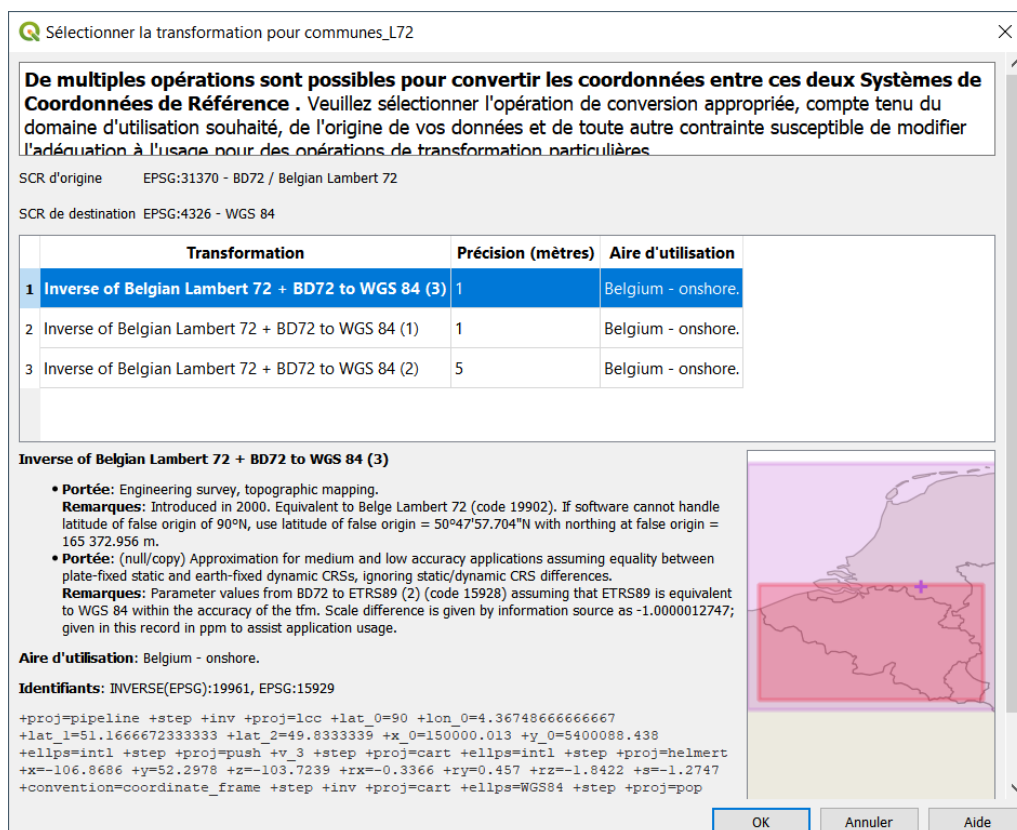 Sélectionner la transformation pour communes_L72
De multiples opérations sont possibles pour convertir les coordonnées entre ces deux Systèmes de
Coordonnées de Référence . Veuillez sélectionner l'opération de conversion appropriée, compte tenu du
domaine d'utilisation souhaité, de l'origine de vos données et de toute autre contrainte susceptible de modifier
l'adéquation à l'usage pour des opérations de transformation particulières.
SCR d'origine EPSG:31370 - BD72 / Belgian Lambert 72
SCR de destination EPSG:4326 - WGS 84
Transformation Précision (mètres) Aire d'utilisation
1 Inverse of Belgian Lambert 72 + BD72 to WGS 84 (3) 1 Belgium - onshore.
2 Inverse of Belgian Lambert 72 + BD72 to WGS 84 (1) 1 Belgium - onshore.
3 Inverse of Belgian Lambert 72 + BD72 to WGS 84 (2) 5 Belgium - onshore.
Inverse of Belgian Lambert 72 + BD72 to WGS 84 (3)
• Portée: Engineering survey, topographic mapping.
Remarques: Introduced in 2000. Equivalent to Belge Lambert 72 (code 19902). If software cannot handle
latitude of false origin of 90ºN, use latitude of false origin = 50°47'57.704"N with northing at false origin =
165 372.956 m.
• Portée: (null/copy) Approximation for medium and low accuracy applications assuming equality between
plate-fixed static and earth-fixed dynamic CRSs, ignoring static/dynamic CRS differences.
Remarques: Parameter values from BD72 to ETRS89 (2) (code 15928) assuming that ETRS89 is equivalent
to WGS 84 within the accuracy of the tfm. Scale difference is given by information source as -1.0000012747;
given in this record in ppm to assist application usage.
Aire d'utilisation: Belgium - onshore.
Identifiants: INVERSE(EPSG):19961, EPSG:15929
+proj=pipeline +step +inv +proj=lcc +lat_0=90 +lon_0=4.36748666666667
+lat_1=51.1666672333333 +lat_2=49.8333339 +x_0=150000.013 +y_0=5400088.438
+ellps=intl +step +proj=push +v_3 +step +proj=cart +ellps=intl +step +proj=helmert
+x=-106.8686 +y=52.2978 +z=-103.7239 +rx=-0.3366 +ry=0.457 +rz=-1.8422 +s=-1.2747
+convention=coordinate_frame +step +inv +proj=cart +ellps=WGS84 +step +proj=pop
OK Annuler Aide